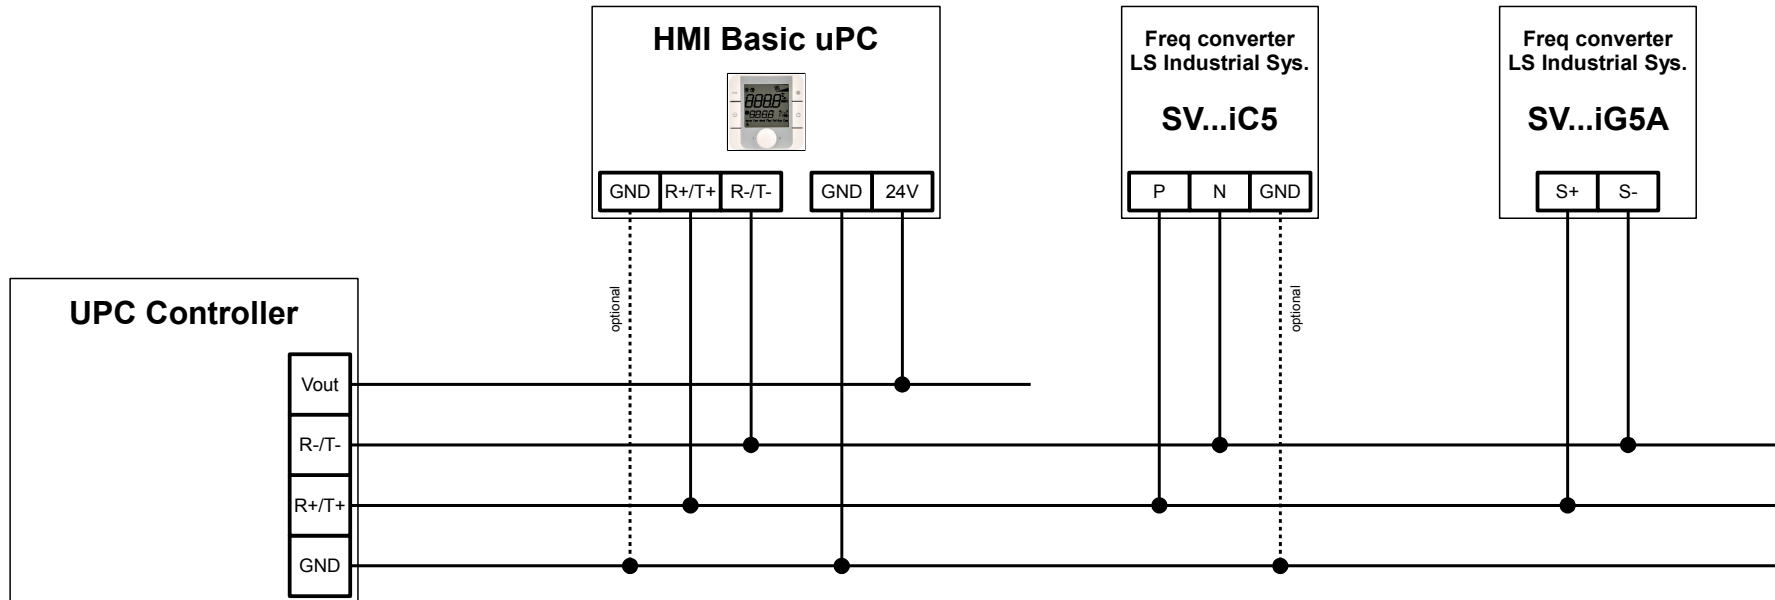 HMI Basic uPC
GND R+/T+ R-/T- GND 24V
optional
Freq converter
LS Industrial Sys.
SV...iC5
P N GND
optional
Freq converter
LS Industrial Sys.
SV...iG5A
S+ S-
UPC Controller
Vout
R-/T-
R+/T+
GND